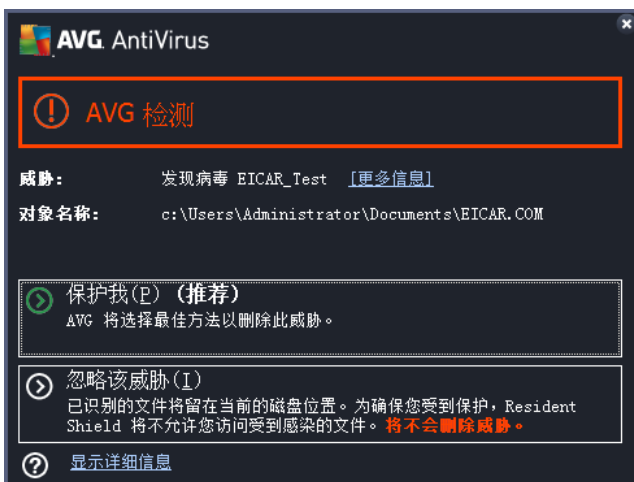 AVG. AntiVirus
AVG 检测
威胁： 发现病毒 EICAR_Test [更多信息]
对象名称： c:\Users\Administrator\Documents\EICAR.COM
保护我(P) (推荐)
AVG 将选择最佳方法以删除此威胁。
忽略该威胁(I)
已识别的文件将留在当前的磁盘位置。为确保您受到保护，Resident
Shield 将不允许您访问受到感染的文件。将不会删除威胁。
显示详细信息